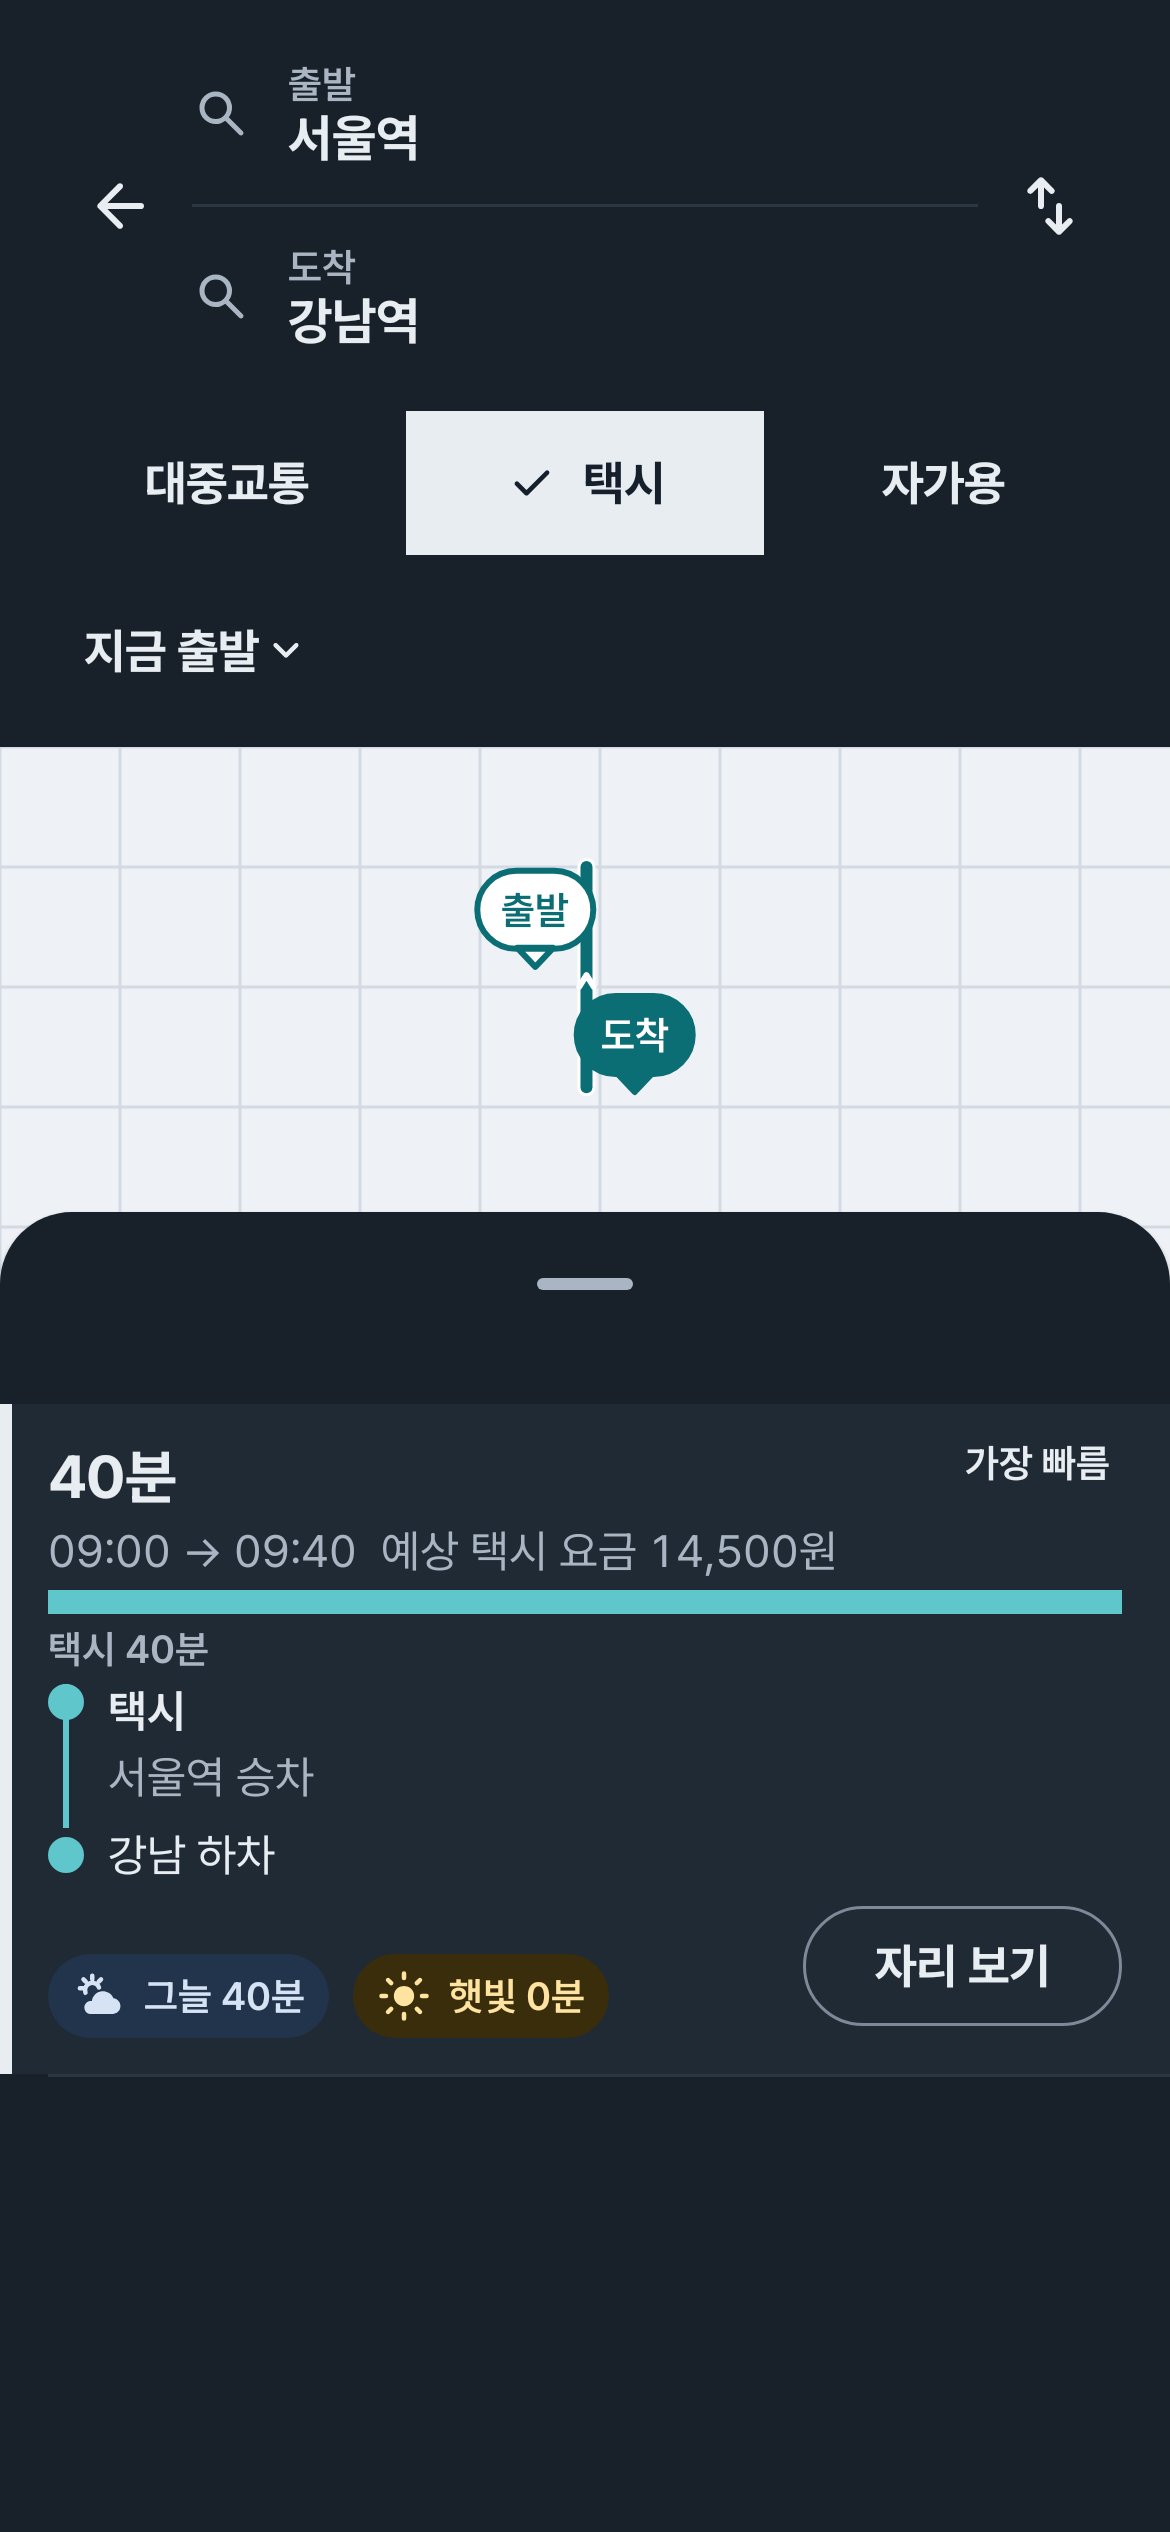 출발
서울역
도착
강남역
대중교통
택시
자가용
지금 출발
출발
도착
40분
가장 빠름
09:00 → 09:40 예상 택시 요금 14,500원
택시 40분
택시
서울역 승차
강남 하차
그늘 40분
햇빛 0분
자리 보기